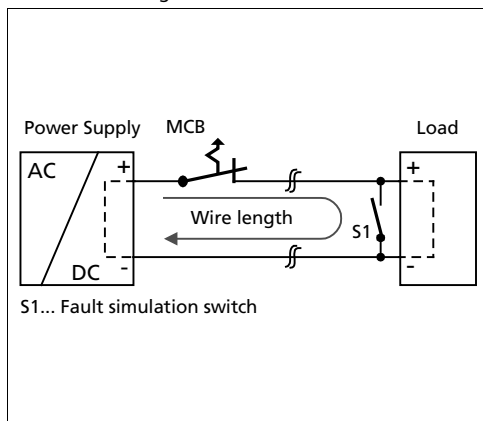 Power Supply MCB Load
AC + +
Wire length
S1
DC - -
S1... Fault simulation switch